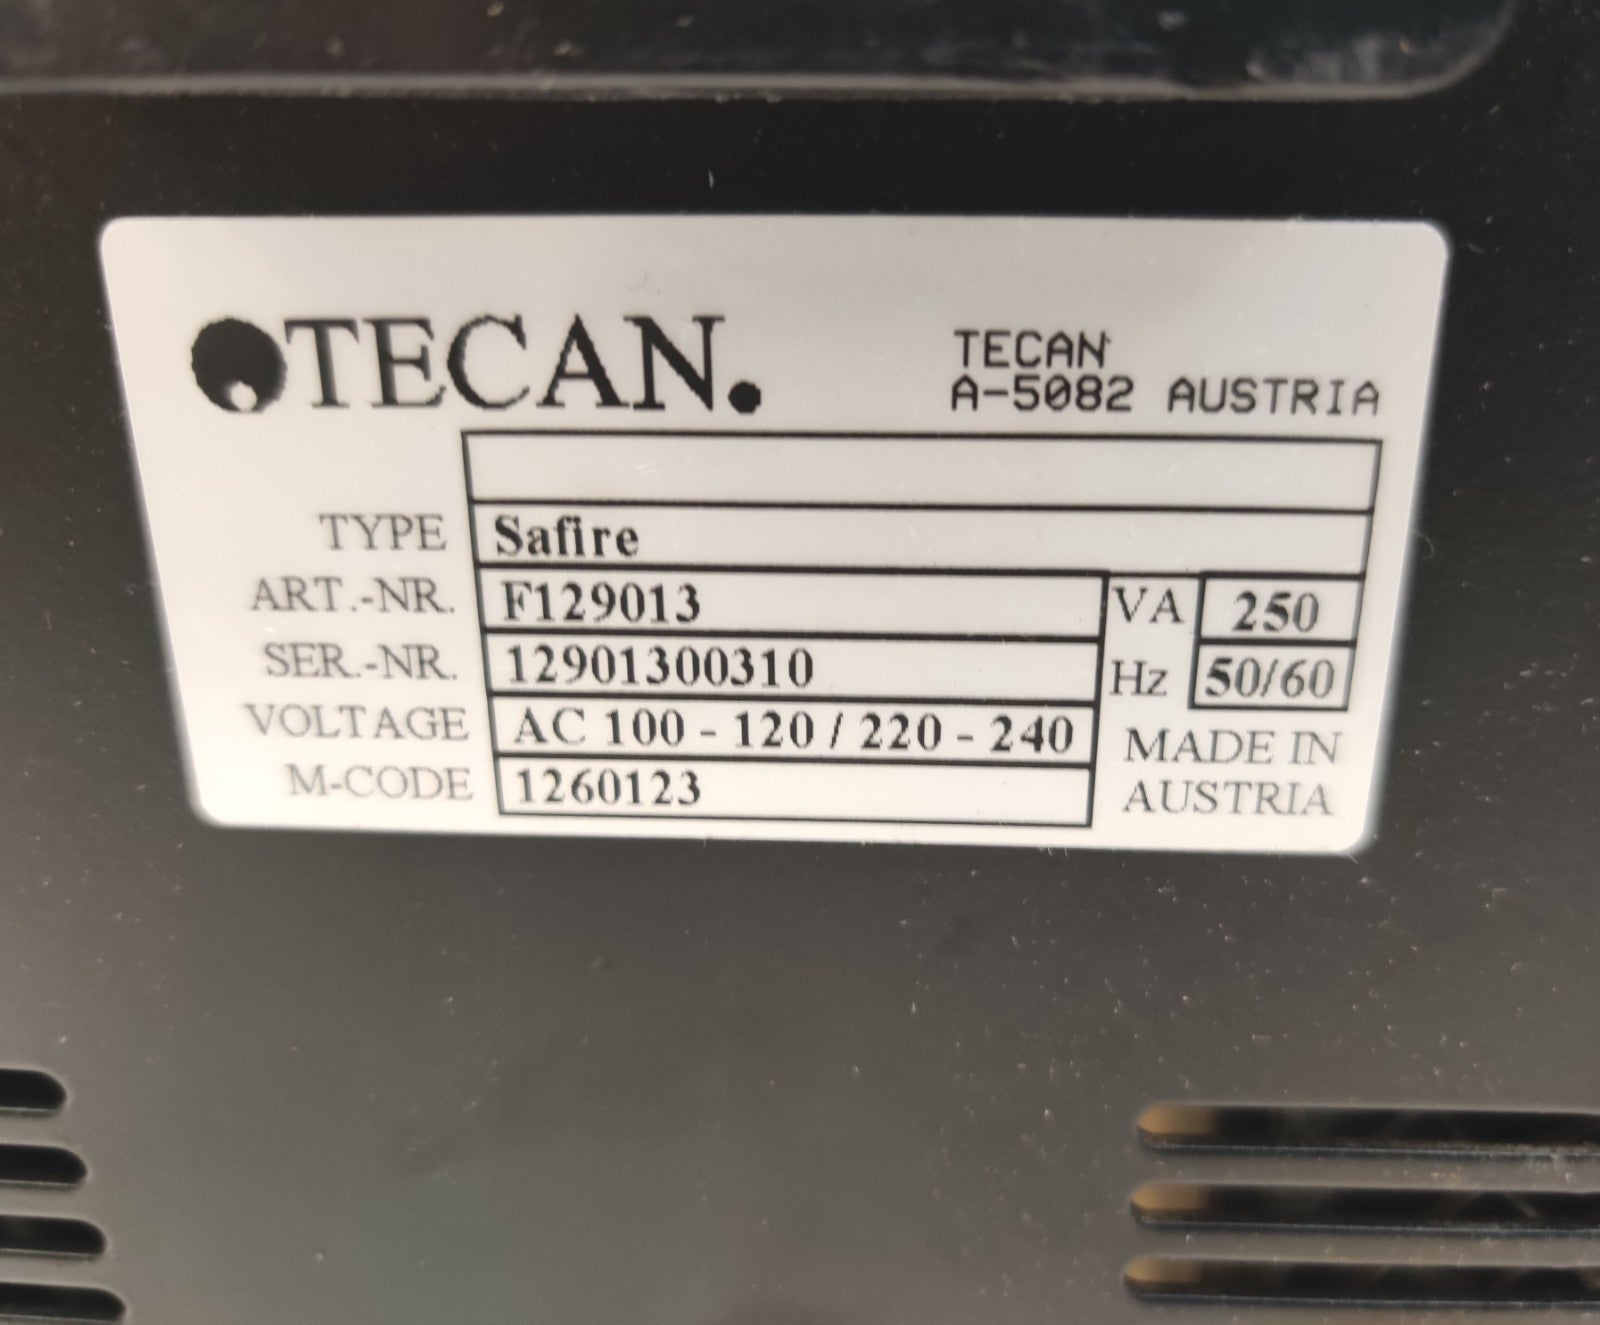 TECAN.
TECAN
A-5082 AUSTRIA
TYPE Safire
ART.-NR. F129013 VA 250
SER.-NR. 12901300310 Hz 50/60
VOLTAGE AC 100 - 120 / 220 - 240 MADE IN
M-CODE 1260123 AUSTRIA